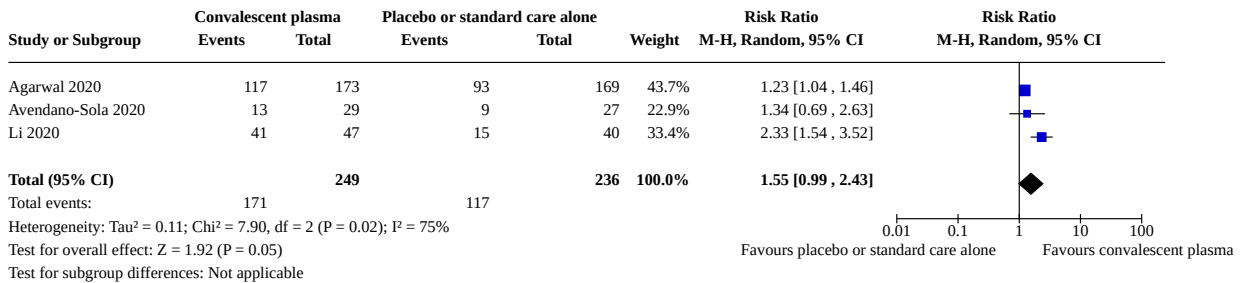 Convalescent plasma Placebo or standard care alone Risk Ratio Risk Ratio
Study or Subgroup Events Total Events Total Weight M-H, Random, 95% CI M-H, Random, 95% CI
Agarwal 2020 117 173 93 169 43.7% 1.23 [1.04 , 1.46]
Avendano-Sola 2020 13 29 9 27 22.9% 1.34 [0.69 , 2.63]
Li 2020 41 47 15 40 33.4% 2.33 [1.54 , 3.52]
Total (95% CI) 249 236 100.0% 1.55 [0.99 , 2.43]
Total events: 171 117
Heterogeneity: Tau² = 0.11; Chi² = 7.90, df = 2 (P = 0.02); I² = 75%
0.01 0.1 1 10 100
Test for overall effect: Z = 1.92 (P = 0.05) Favours placebo or standard care alone Favours convalescent plasma
Test for subgroup differences: Not applicable